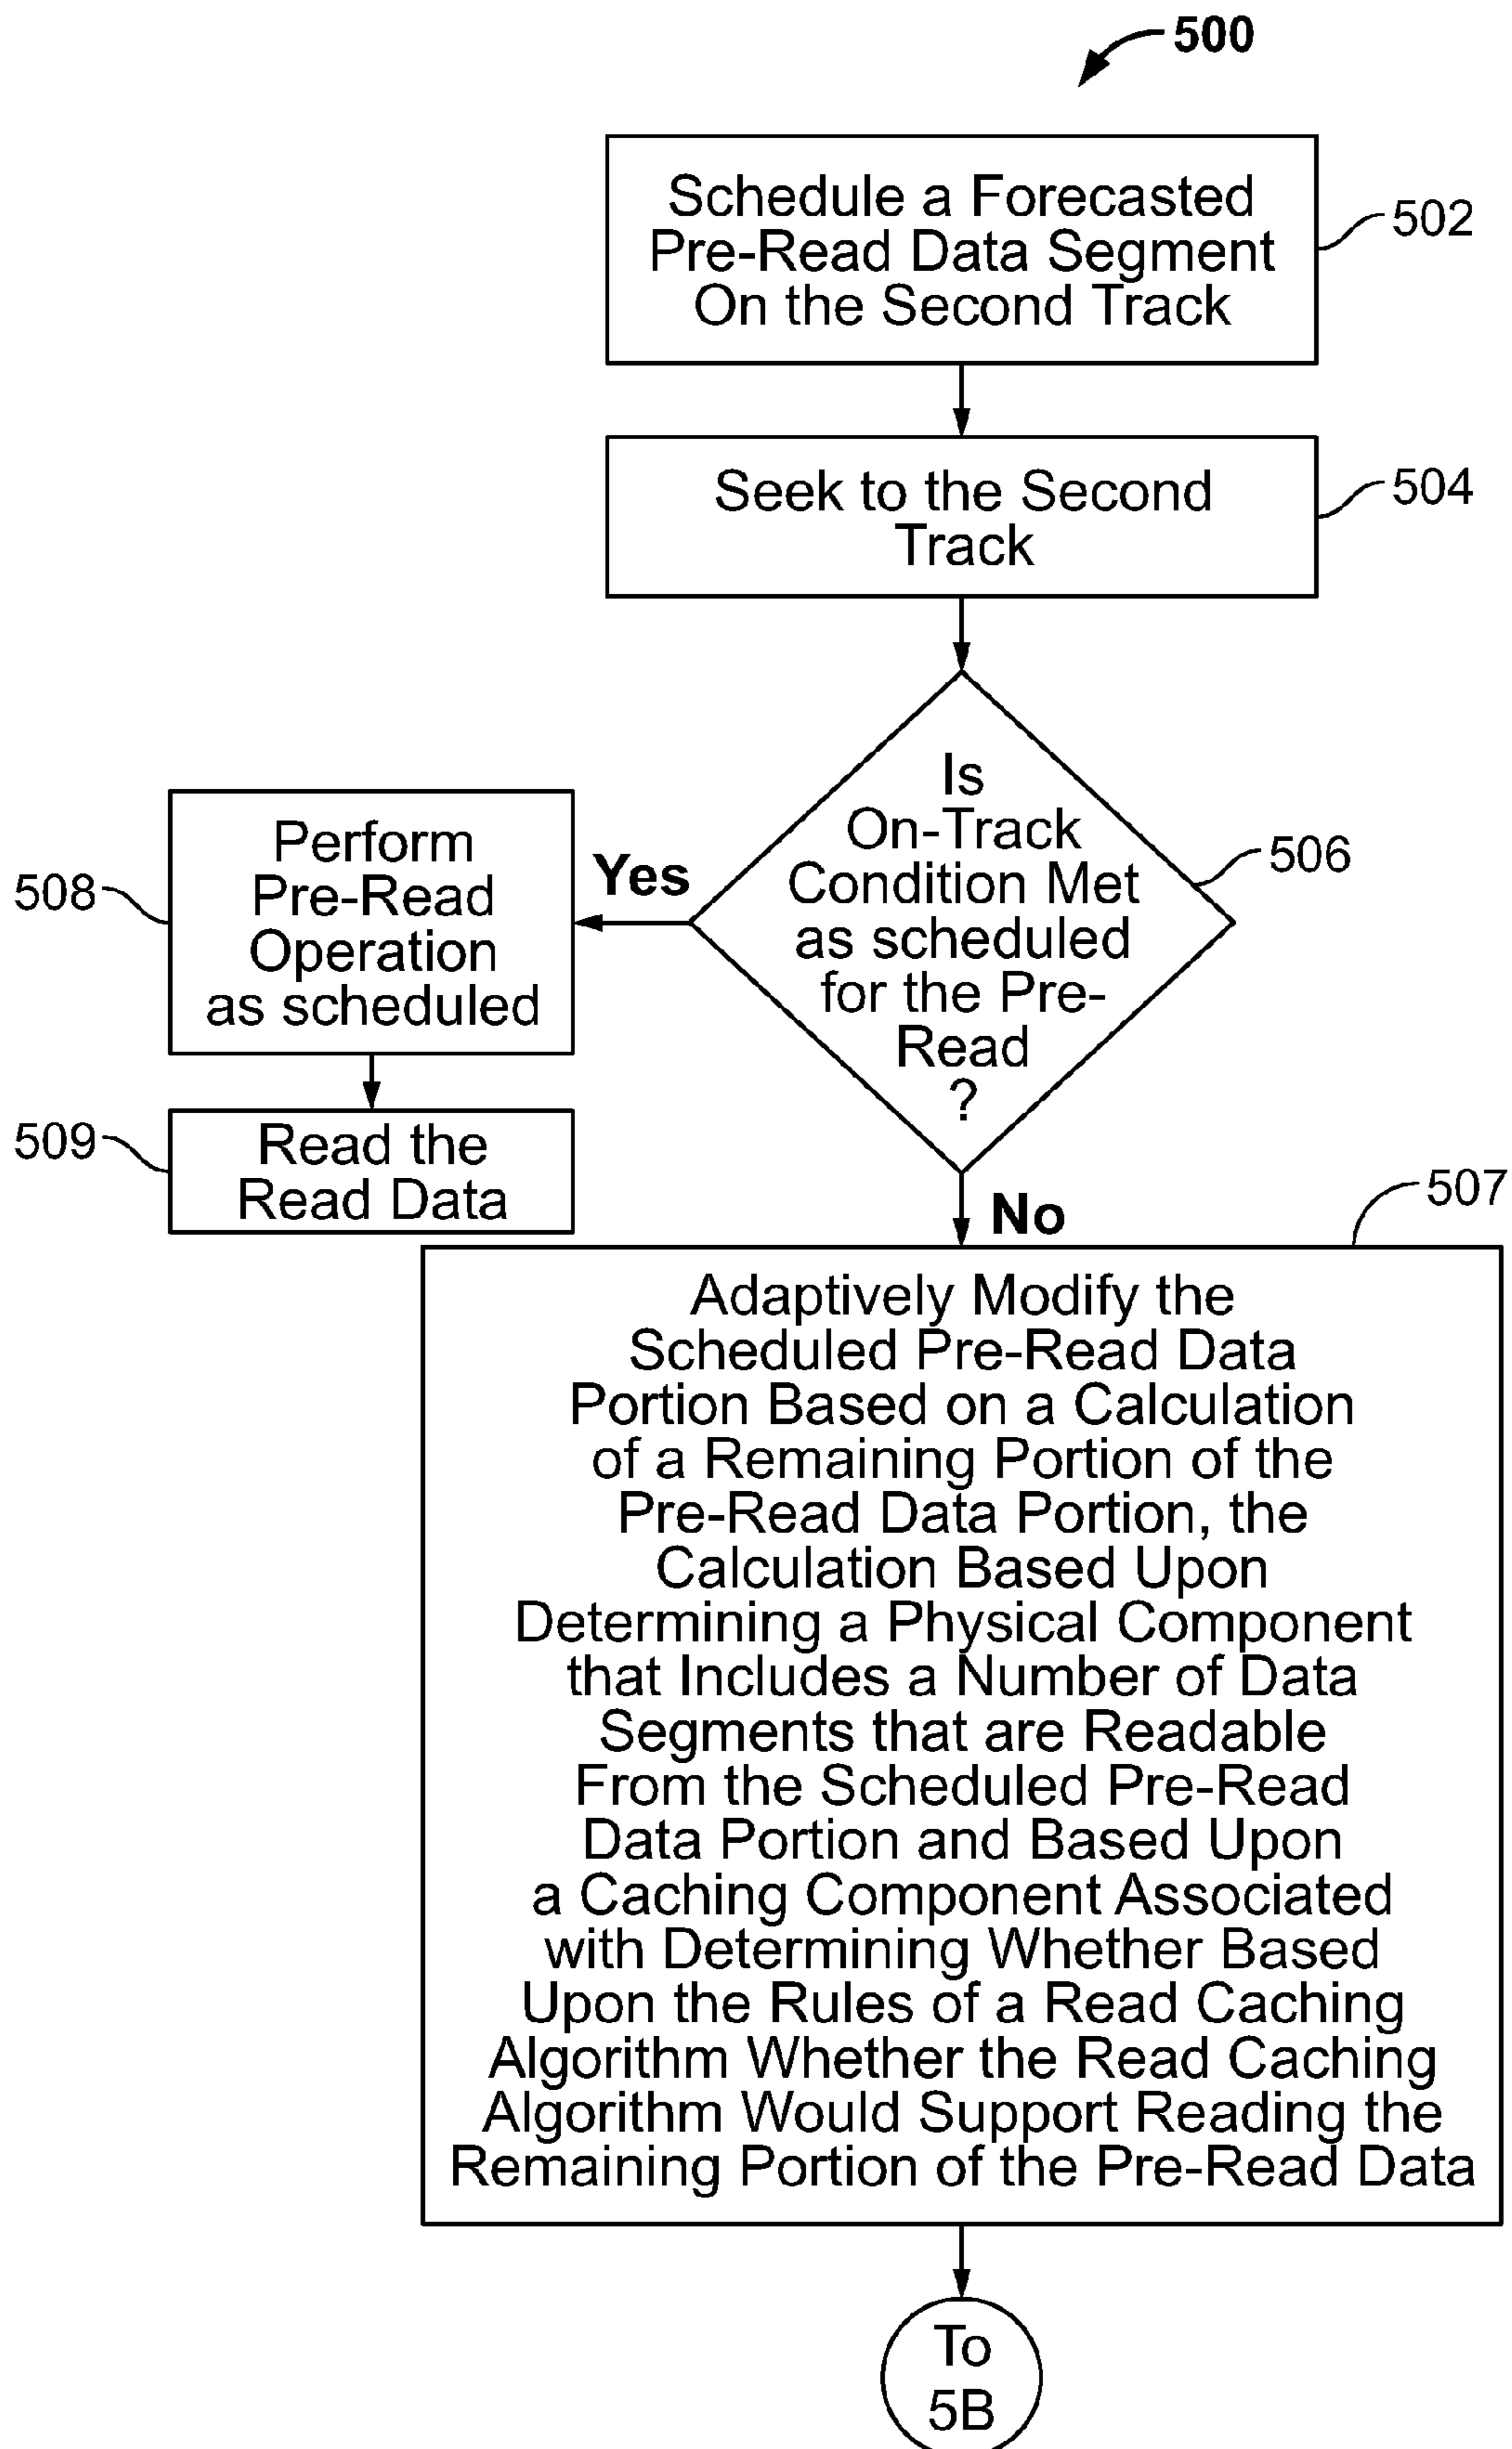 500
Schedule a Forecasted
Pre-Read Data Segment
On the Second Track
502
Seek to the Second
Track
504
Is
On-Track
Condition Met
as scheduled
for the Pre-
Read
?
506
Yes
Perform
Pre-Read
Operation
as scheduled
508
Read the
Read Data
509
No
507
Adaptively Modify the
Scheduled Pre-Read Data
Portion Based on a Calculation
of a Remaining Portion of the
Pre-Read Data Portion, the
Calculation Based Upon
Determining a Physical Component
that Includes a Number of Data
Segments that are Readable
From the Scheduled Pre-Read
Data Portion and Based Upon
a Caching Component Associated
with Determining Whether Based
Upon the Rules of a Read Caching
Algorithm Whether the Read Caching
Algorithm Would Support Reading the
Remaining Portion of the Pre-Read Data
To
5B